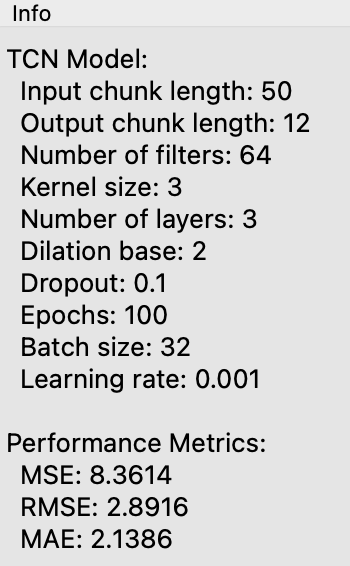 Info
TCN Model:
Input chunk length: 50
Output chunk length: 12
Number of filters: 64
Kernel size: 3
Number of layers: 3
Dilation base: 2
Dropout: 0.1
Epochs: 100
Batch size: 32
Learning rate: 0.001
Performance Metrics:
MSE: 8.3614
RMSE: 2.8916
MAE: 2.1386